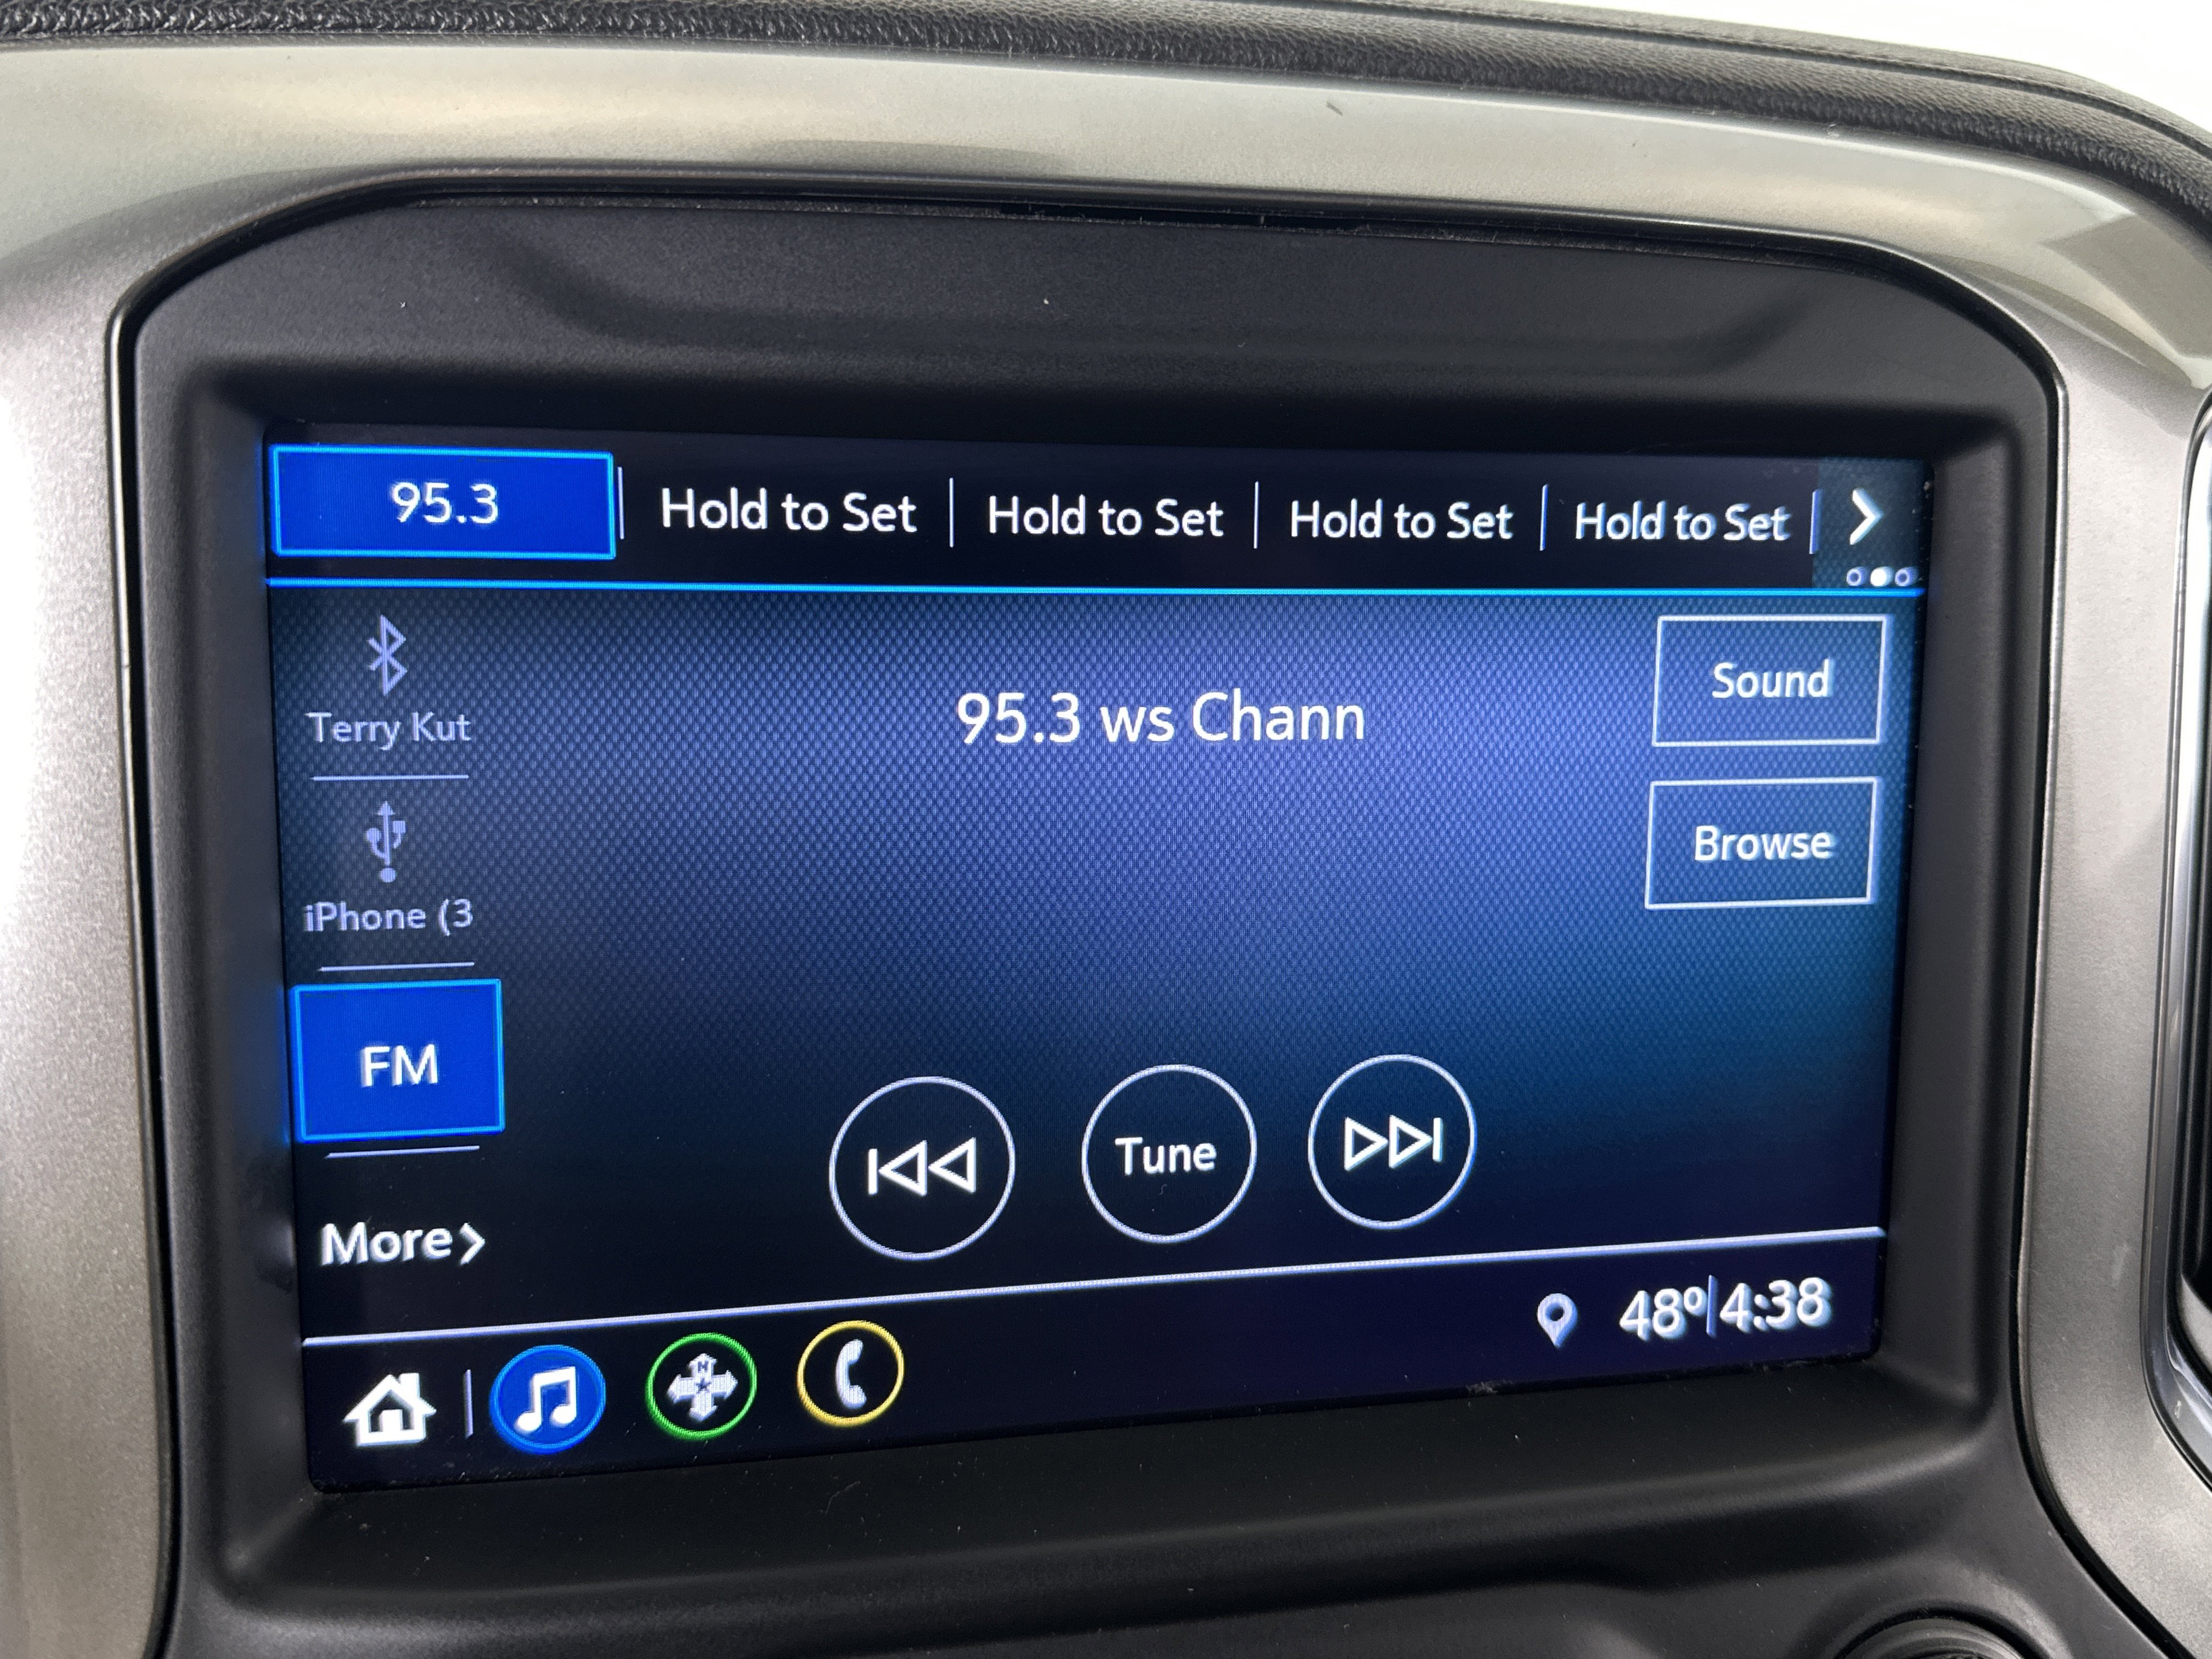 95.3
Hold to Set
Hold to Set
Hold to Set
Hold to Set
Terry Kut
95.3 ws Chann
Sound
Browse
iPhone (3
FM
Tune
More
48° 4:38
N